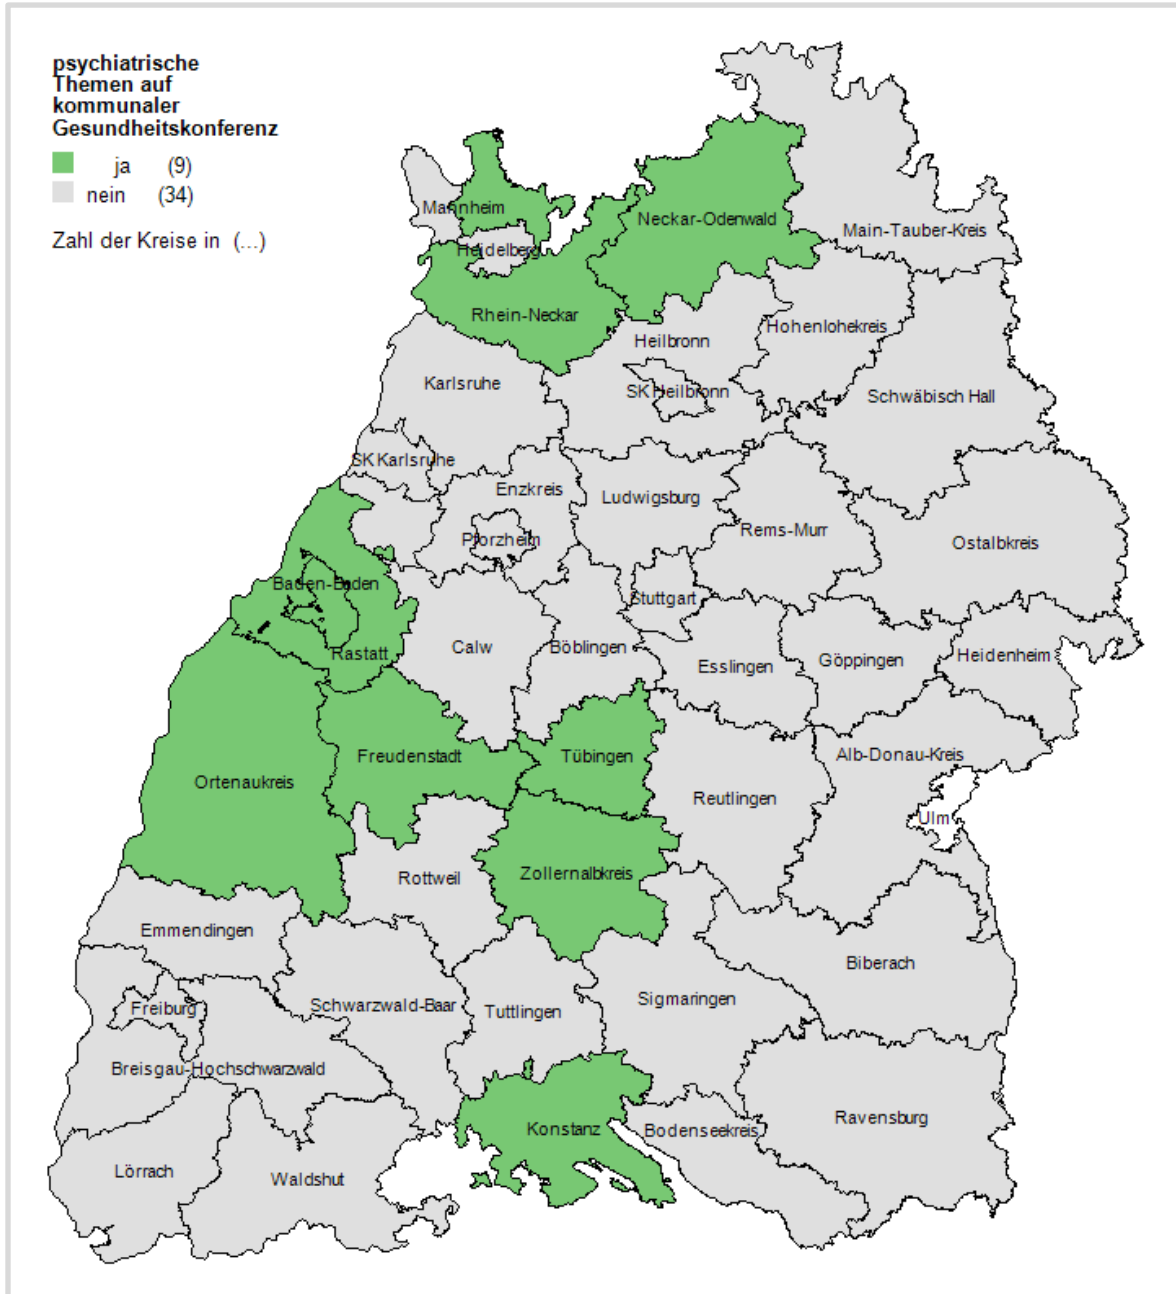 psychiatrische
Themen auf
kommunaler
Gesundheitskonferenz
ja (9)
nein (34)
Zahl der Kreise in (...)
Mannheim
Neckar-Odenwald
Main-Tauber-Kreis
Heidelberg
Rhein-Neckar
Hohenlohekreis
Heilbronn
Karlsruhe
SK Heilbronn
Schwäbisch Hall
SK Karlsruhe
Enzkreis
Ludwigsburg
Rems-Murr
Pforzheim
Ostalbkreis
Baden-Baden
Stuttgart
Rastatt
Calw
Böblingen
Esslingen
Göppingen
Heidenheim
Freudenstadt
Tübingen
Alb-Donau-Kreis
Ortenaukreis
Reutlingen
Ulm
Rottweil
Zollernalbkreis
Emmendingen
Biberach
Freiburg
Schwarzwald-Baar
Tuttlingen
Sigmaringen
Breisgau-Hochschwarzwald
Konstanz
Bodenseekreis
Ravensburg
Lörrach
Waldshut